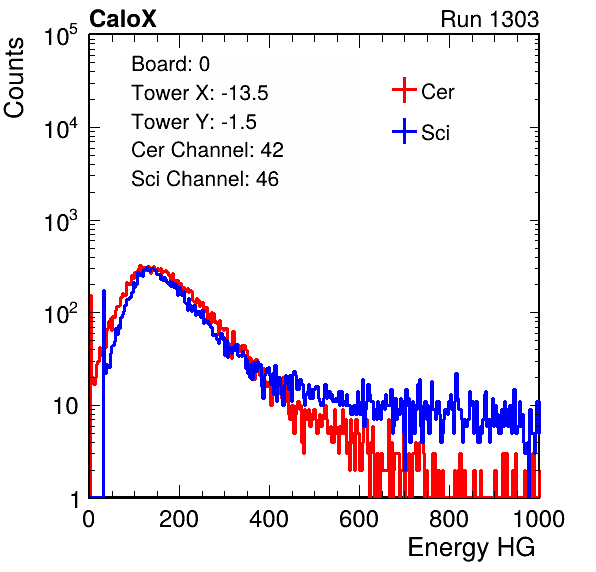 CaloX Run 1303
Counts
10^5
10^4
10^3
10^2
10
1
Board: 0
Tower X: -13.5
Tower Y: -1.5
Cer Channel: 42
Sci Channel: 46
Cer
Sci
0 200 400 600 800 1000
Energy HG